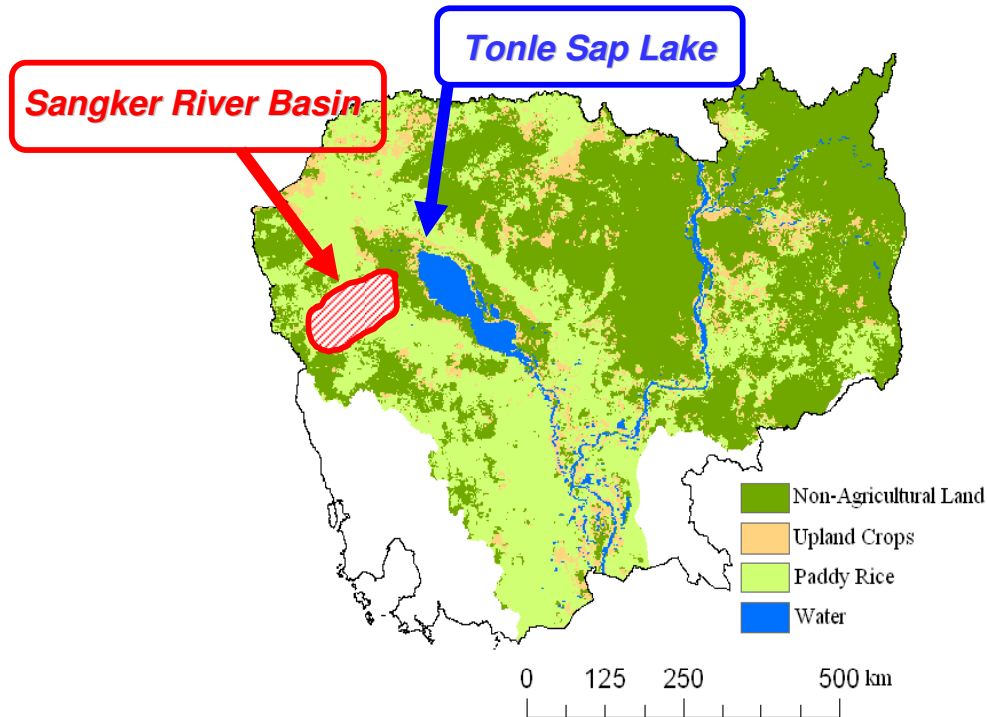 Tonle Sap Lake
Sangker River Basin
Non-Agricultural Land
Upland Crops
Paddy Rice
Water
0 125 250 500 km